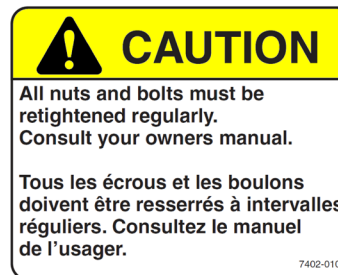 CAUTION
All nuts and bolts must be
retightened regularly.
Consult your owners manual.
Tous les écrous et les boulons
doivent être resserrés à intervalles
réguliers. Consultez le manuel
de l'usager.
7402-010